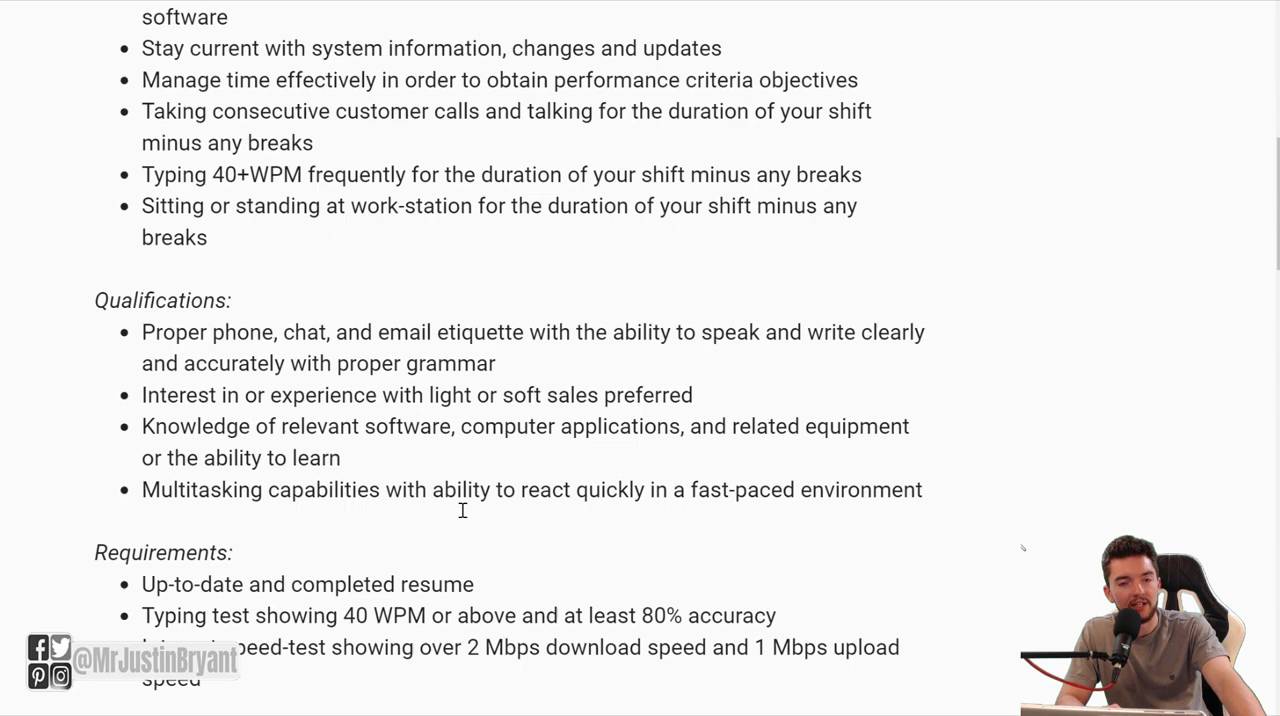 software
• Stay current with system information, changes and updates
• Manage time effectively in order to obtain performance criteria objectives
• Taking consecutive customer calls and talking for the duration of your shift
minus any breaks
• Typing 40+WPM frequently for the duration of your shift minus any breaks
• Sitting or standing at work-station for the duration of your shift minus any
breaks
Qualifications:
• Proper phone, chat, and email etiquette with the ability to speak and write clearly
and accurately with proper grammar
• Interest in or experience with light or soft sales preferred
• Knowledge of relevant software, computer applications, and related equipment
or the ability to learn
• Multitasking capabilities with ability to react quickly in a fast-paced environment
Requirements:
• Up-to-date and completed resume
• Typing test showing 40 WPM or above and at least 80% accuracy
peed-test showing over 2 Mbps download speed and 1 Mbps upload
speed
@MrJustinBryant